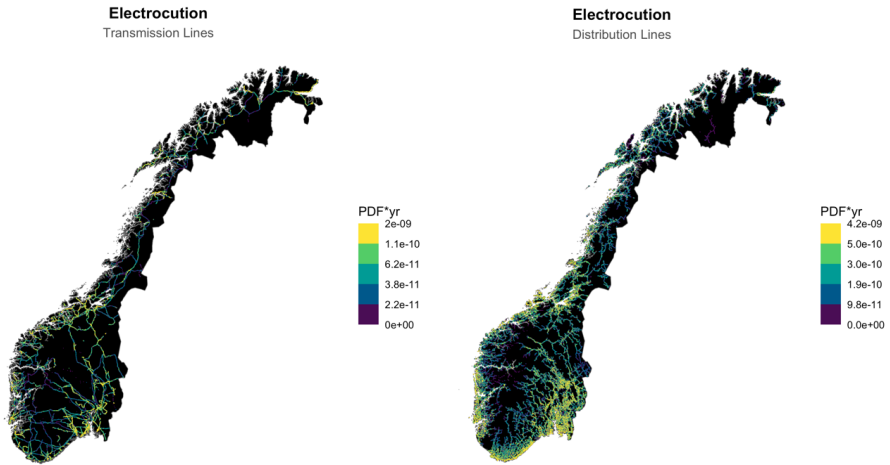 Electrocution
Transmission Lines
PDF*yr
2e-09
1.1e-10
6.2e-11
3.8e-11
2.2e-11
0e+00
Electrocution
Distribution Lines
PDF*yr
4.2e-09
5.0e-10
3.0e-10
1.9e-10
9.8e-11
0.0e+00